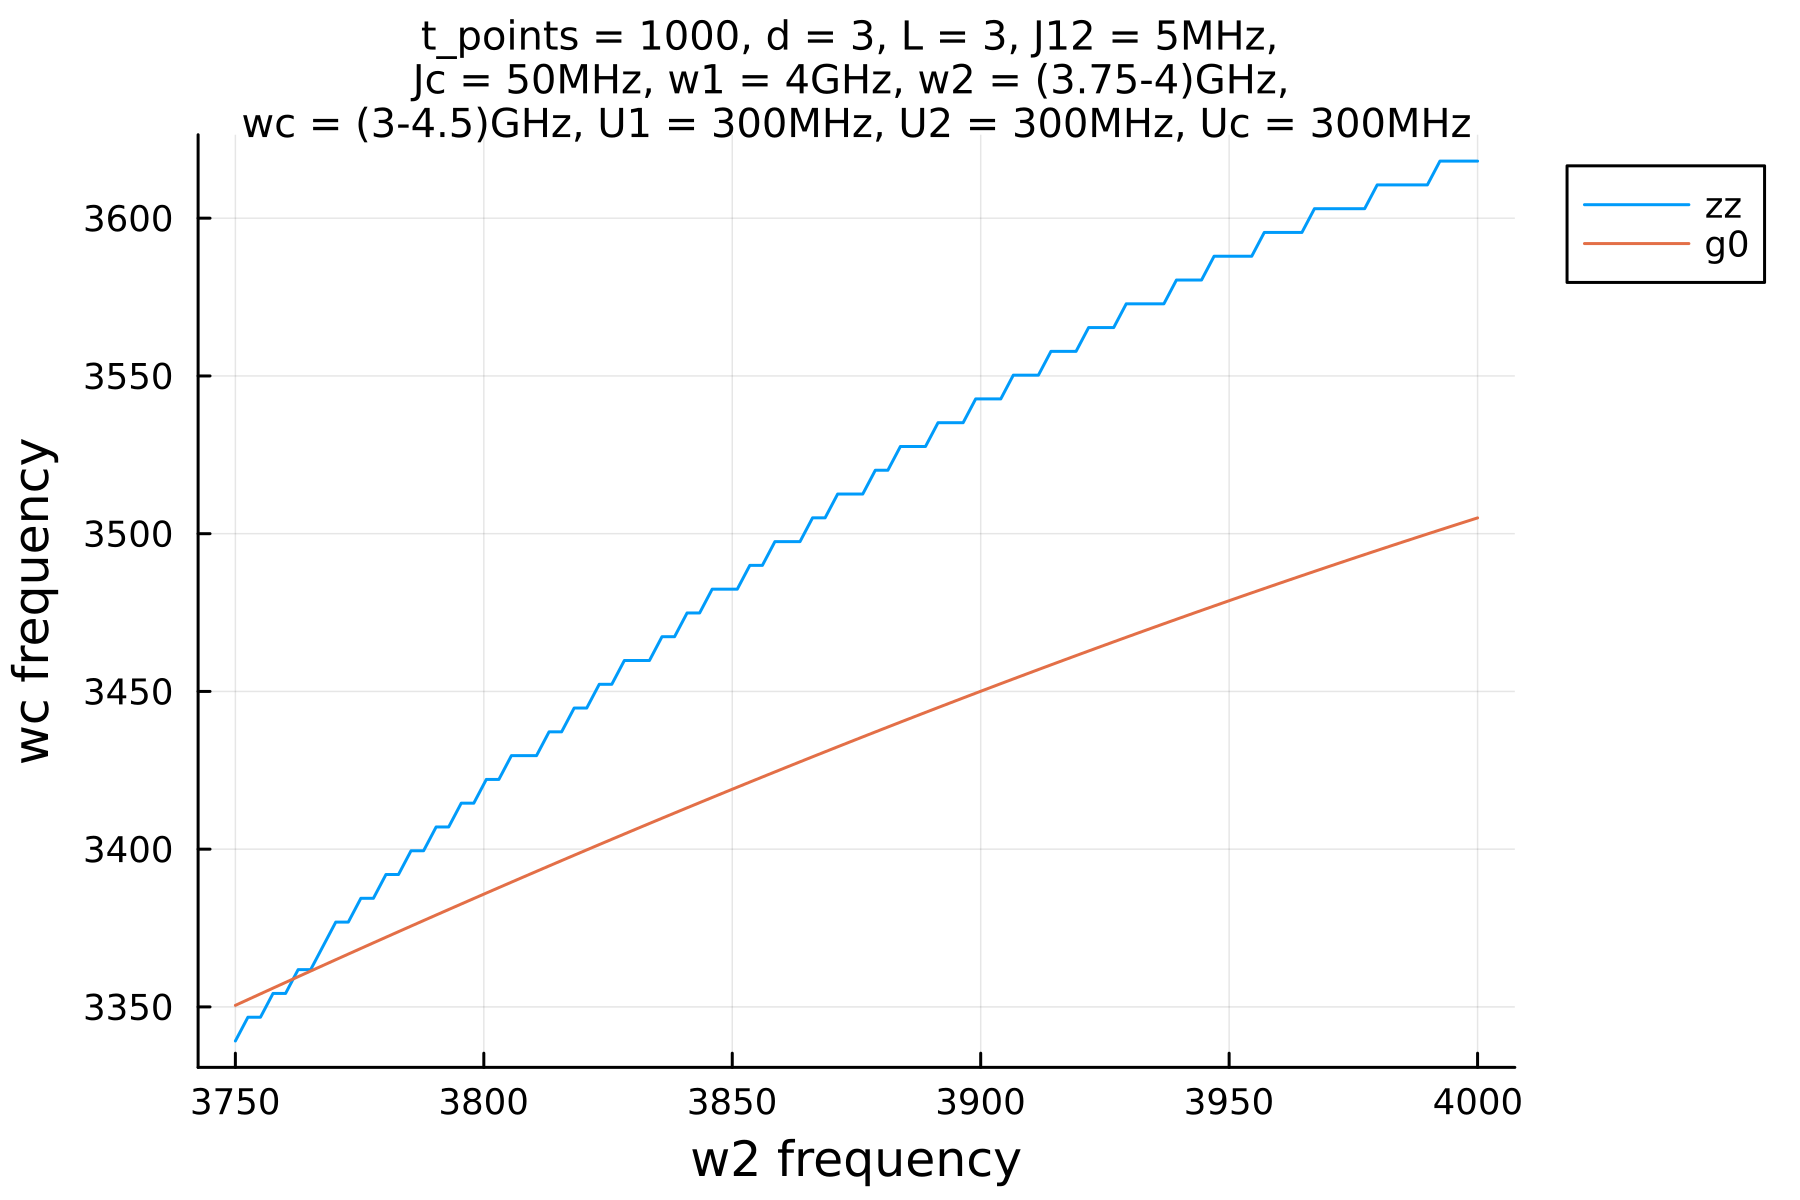 t_points = 1000, d = 3, L = 3, J12 = 5MHz,
Jc = 50MHz, w1 = 4GHz, w2 = (3.75-4)GHz,
wc = (3-4.5)GHz, U1 = 300MHz, U2 = 300MHz, Uc = 300MHz
zz
g0
3600
3550
3500
3450
3400
3350
wc frequency
3750 3800 3850 3900 3950 4000
w2 frequency